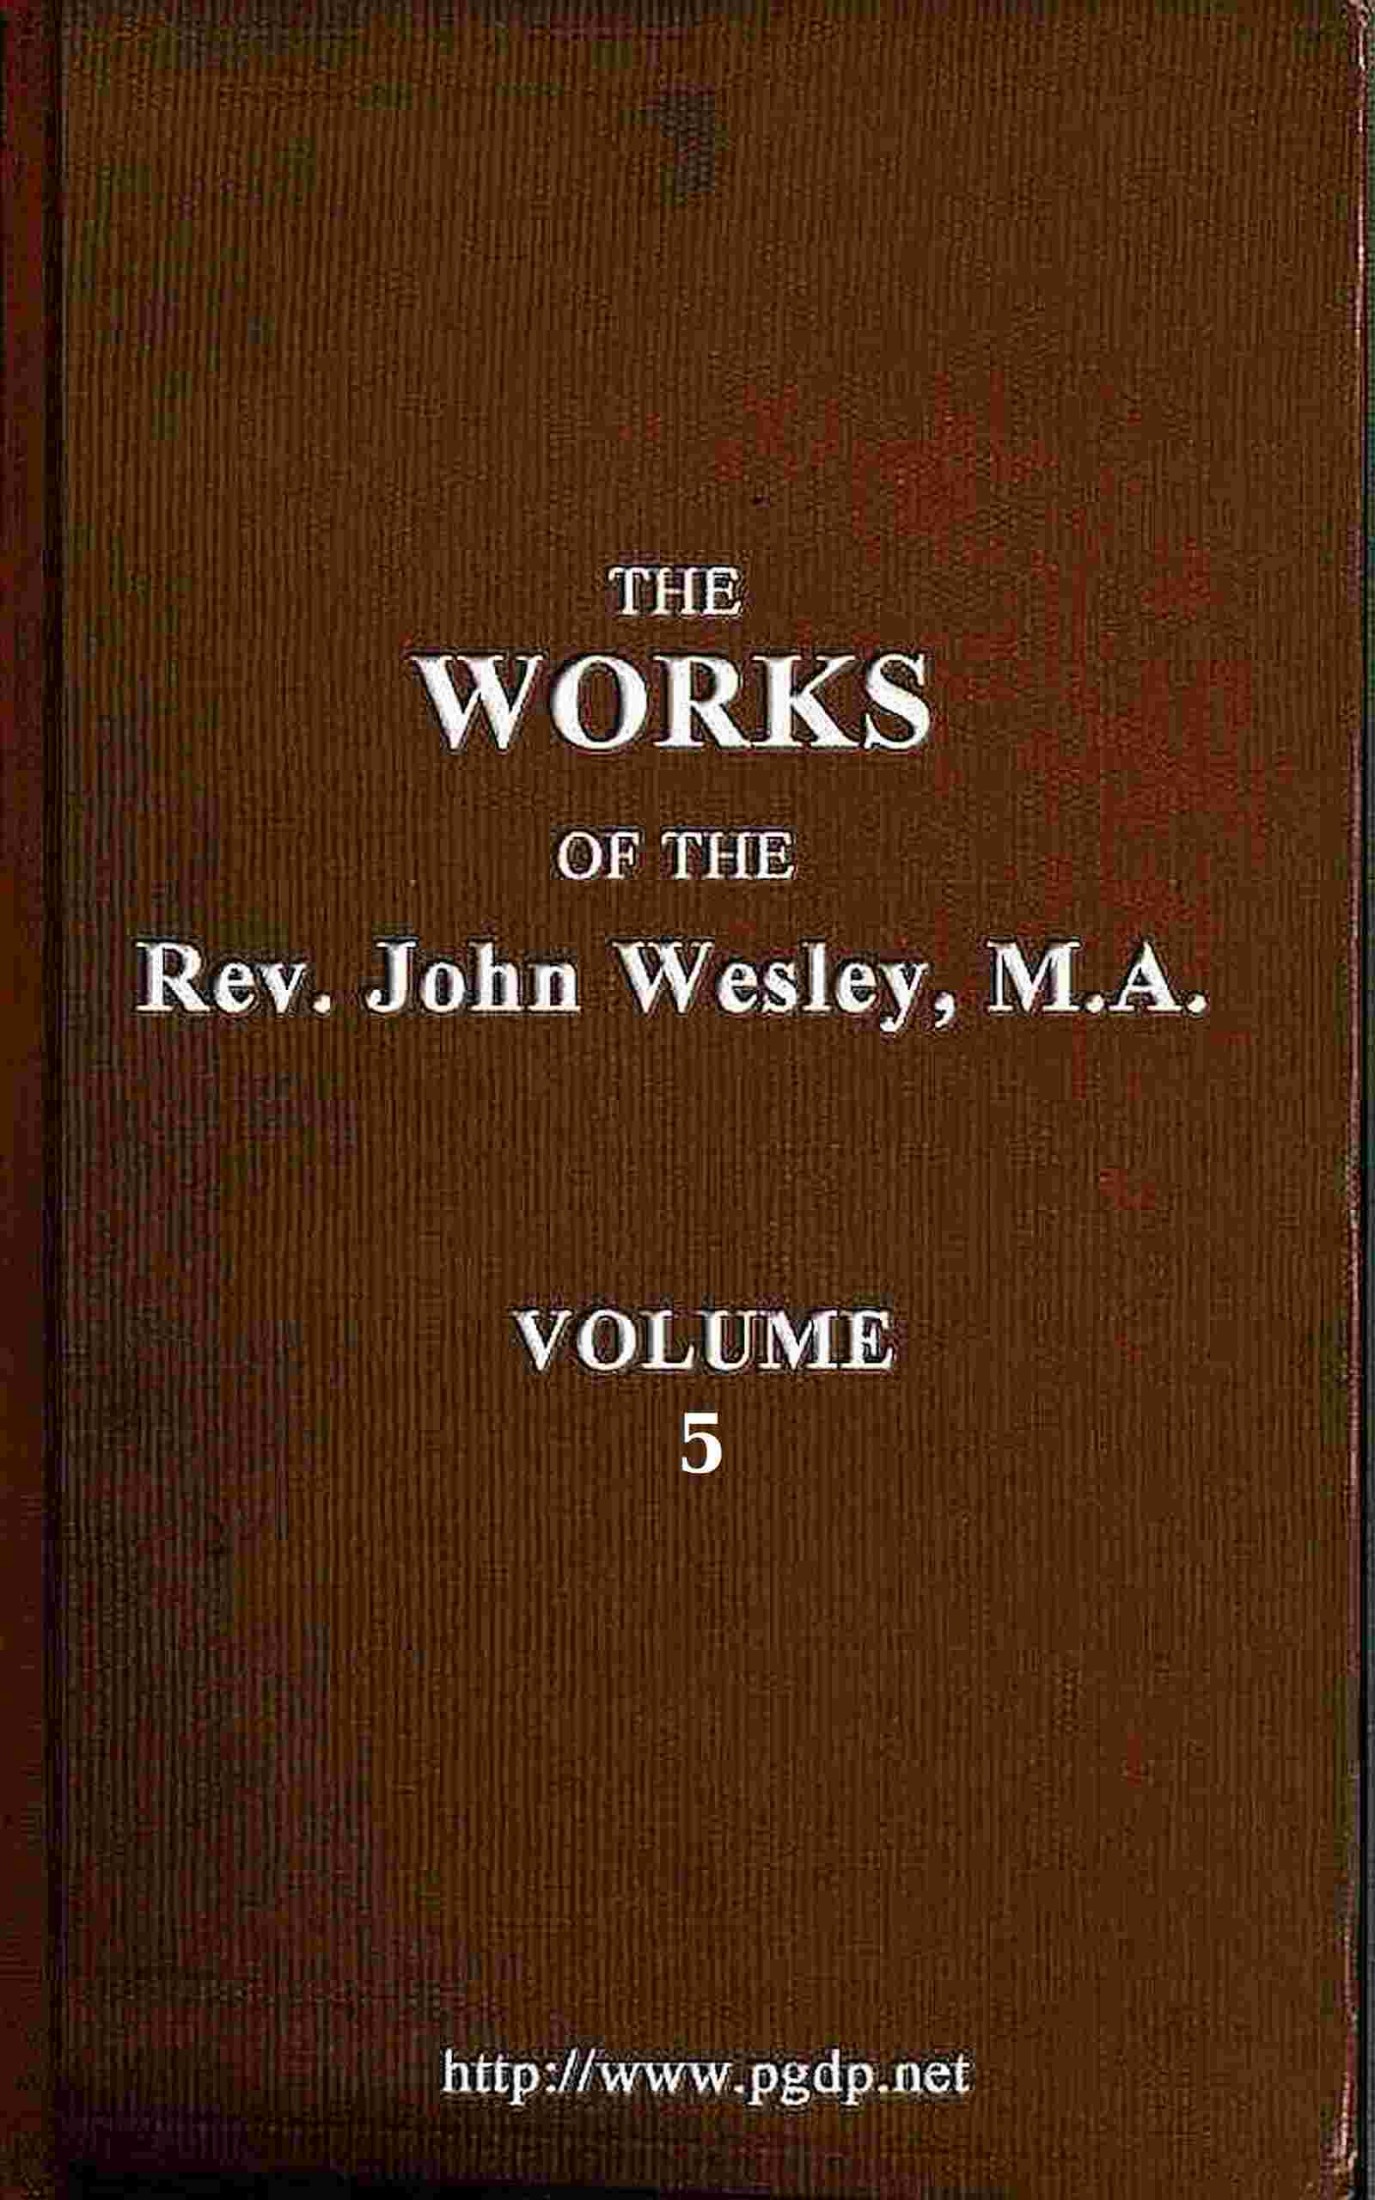 THE
WORKS
OF THE
Rev. John Wesley, M.A.
VOLUME
5
http://www.pgdp.net